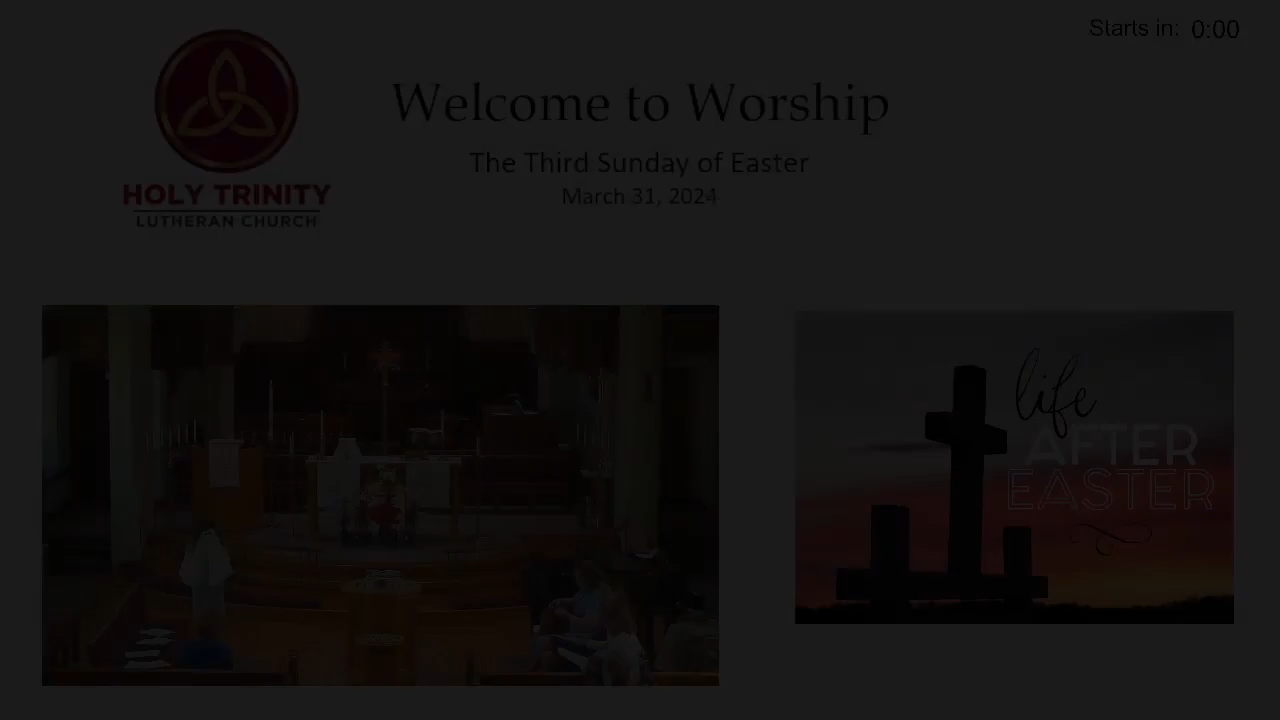 Starts in: 0:00
Welcome to Worship
The Third Sunday of Easter
March 31, 2024
HOLY TRINITY
LUTHERAN CHURCH
life
AFTER
EASTER